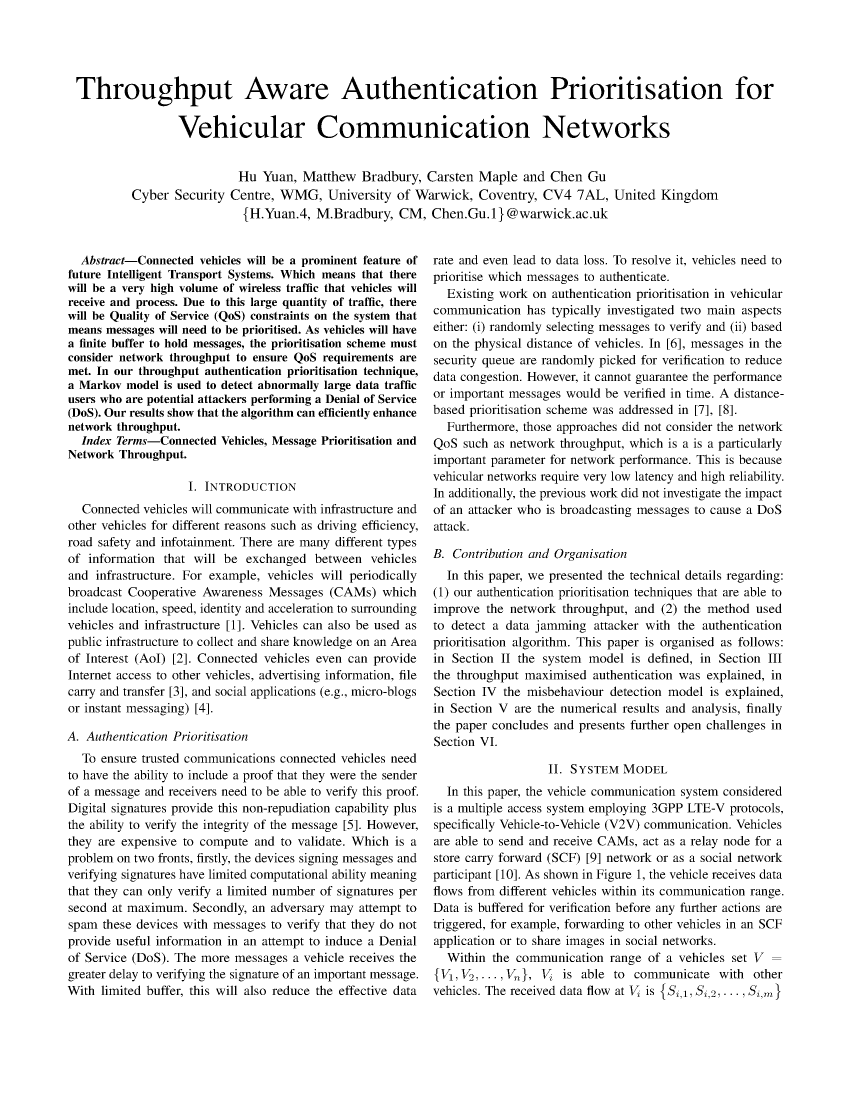 Throughput Aware Authentication Prioritisation for
Vehicular Communication Networks
Hu Yuan, Matthew Bradbury, Carsten Maple and Chen Gu
Cyber Security Centre, WMG, University of Warwick, Coventry, CV4 7AL, United Kingdom
{H.Yuan.4, M.Bradbury, CM, Chen.Gu.1}@warwick.ac.uk
Abstract—Connected vehicles will be a prominent feature of
future Intelligent Transport Systems. Which means that there
will be a very high volume of wireless traffic that vehicles will
receive and process. Due to this large quantity of traffic, there
will be Quality of Service (QoS) constraints on the system that
means messages will need to be prioritised. As vehicles will have
a finite buffer to hold messages, the prioritisation scheme must
consider network throughput to ensure QoS requirements are
met. In our throughput authentication prioritisation technique,
a Markov model is used to detect abnormally large data traffic
users who are potential attackers performing a Denial of Service
(DoS). Our results show that the algorithm can efficiently enhance
network throughput.
Index Terms—Connected Vehicles, Message Prioritisation and
Network Throughput.
I. INTRODUCTION
Connected vehicles will communicate with infrastructure and
other vehicles for different reasons such as driving efficiency,
road safety and infotainment. There are many different types
of information that will be exchanged between vehicles
and infrastructure. For example, vehicles will periodically
broadcast Cooperative Awareness Messages (CAMs) which
include location, speed, identity and acceleration to surrounding
vehicles and infrastructure [1]. Vehicles can also be used as
public infrastructure to collect and share knowledge on an Area
of Interest (AoI) [2]. Connected vehicles even can provide
Internet access to other vehicles, advertising information, file
carry and transfer [3], and social applications (e.g., micro-blogs
or instant messaging) [4].
A. Authentication Prioritisation
To ensure trusted communications connected vehicles need
to have the ability to include a proof that they were the sender
of a message and receivers need to be able to verify this proof.
Digital signatures provide this non-repudiation capability plus
the ability to verify the integrity of the message [5]. However,
they are expensive to compute and to validate. Which is a
problem on two fronts, firstly, the devices signing messages and
verifying signatures have limited computational ability meaning
that they can only verify a limited number of signatures per
second at maximum. Secondly, an adversary may attempt to
spam these devices with messages to verify that they do not
provide useful information in an attempt to induce a Denial
of Service (DoS). The more messages a vehicle receives the
greater delay to verifying the signature of an important message.
With limited buffer, this will also reduce the effective data
rate and even lead to data loss. To resolve it, vehicles need to
prioritise which messages to authenticate.
Existing work on authentication prioritisation in vehicular
communication has typically investigated two main aspects
either: (i) randomly selecting messages to verify and (ii) based
on the physical distance of vehicles. In [6], messages in the
security queue are randomly picked for verification to reduce
data congestion. However, it cannot guarantee the performance
or important messages would be verified in time. A distance-
based prioritisation scheme was addressed in [7], [8].
Furthermore, those approaches did not consider the network
QoS such as network throughput, which is a is a particularly
important parameter for network performance. This is because
vehicular networks require very low latency and high reliability.
In additionally, the previous work did not investigate the impact
of an attacker who is broadcasting messages to cause a DoS
attack.
B. Contribution and Organisation
In this paper, we presented the technical details regarding:
(1) our authentication prioritisation techniques that are able to
improve the network throughput, and (2) the method used
to detect a data jamming attacker with the authentication
prioritisation algorithm. This paper is organised as follows:
in Section II the system model is defined, in Section III
the throughput maximised authentication was explained, in
Section IV the misbehaviour detection model is explained,
in Section V are the numerical results and analysis, finally
the paper concludes and presents further open challenges in
Section VI.
II. SYSTEM MODEL
In this paper, the vehicle communication system considered
is a multiple access system employing 3GPP LTE-V protocols,
specifically Vehicle-to-Vehicle (V2V) communication. Vehicles
are able to send and receive CAMs, act as a relay node for a
store carry forward (SCF) [9] network or as a social network
participant [10]. As shown in Figure 1, the vehicle receives data
flows from different vehicles within its communication range.
Data is buffered for verification before any further actions are
triggered, for example, forwarding to other vehicles in an SCF
application or to share images in social networks.
Within the communication range of a vehicles set V =
{V1, V2, . . . , Vn}, Vi is able to communicate with other
vehicles. The received data flow at Vi is {Si,1, Si,2, . . . , Si,m}